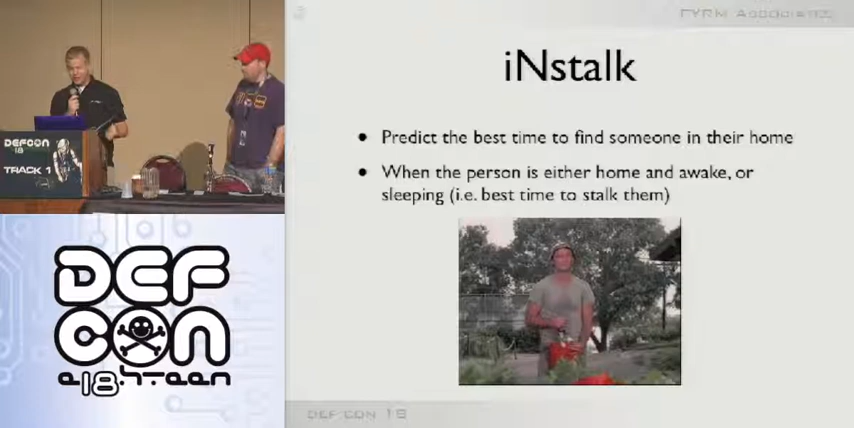 FYRM Associates
iNstalk
DEFCON
18
TRACK 1
• Predict the best time to find someone in their home
• When the person is either home and awake, or
sleeping (i.e. best time to stalk them)
DEF
CON
e18hteen
DEF CON 18